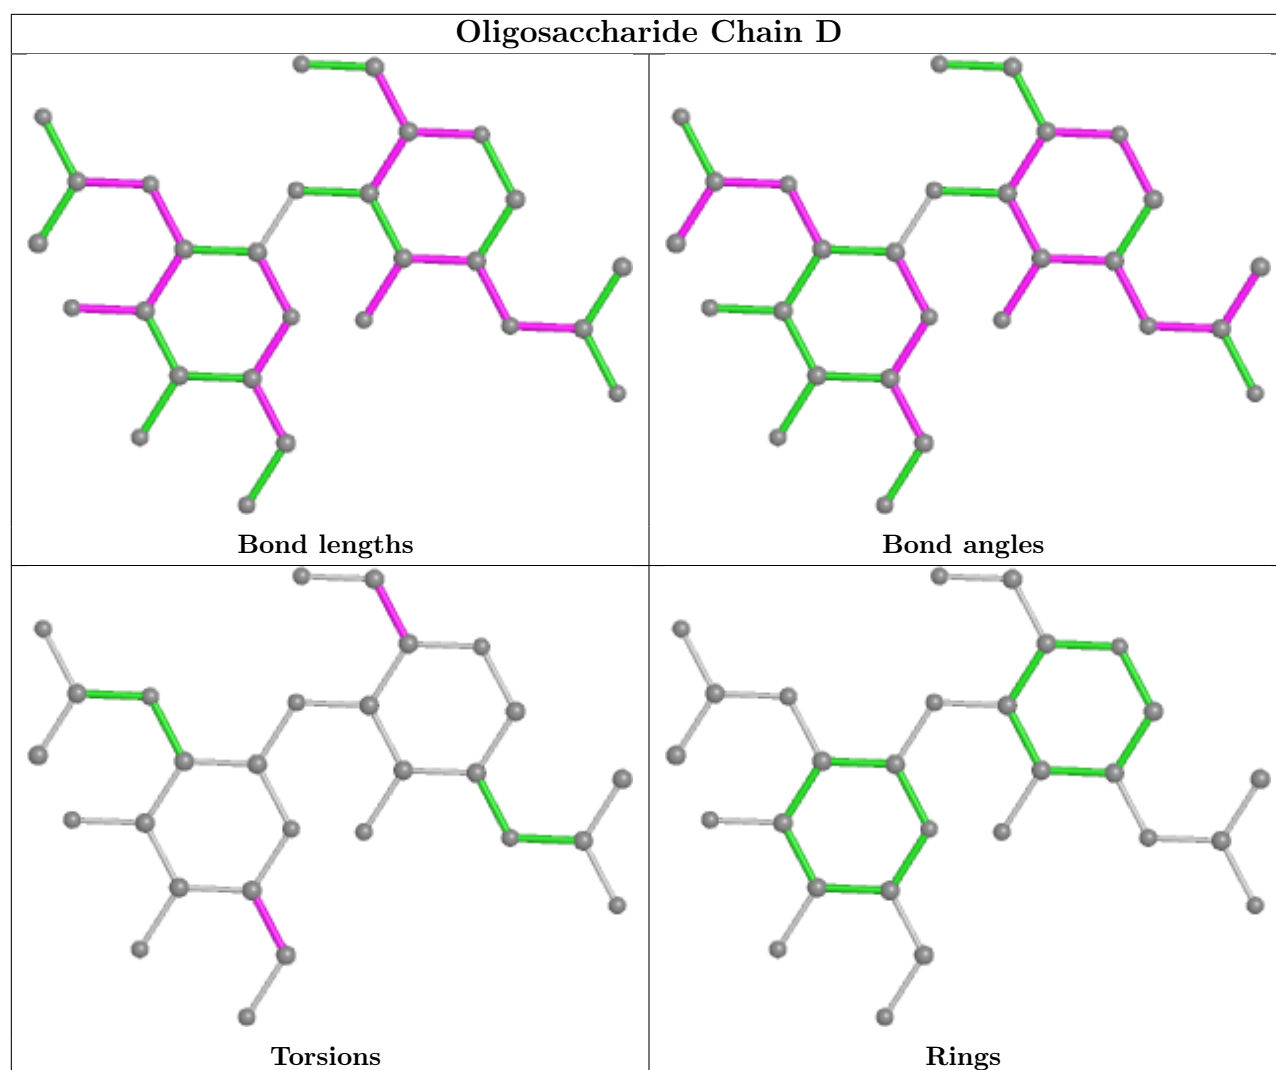 Oligosaccharide Chain D
Bond lengths
Bond angles
Torsions
Rings